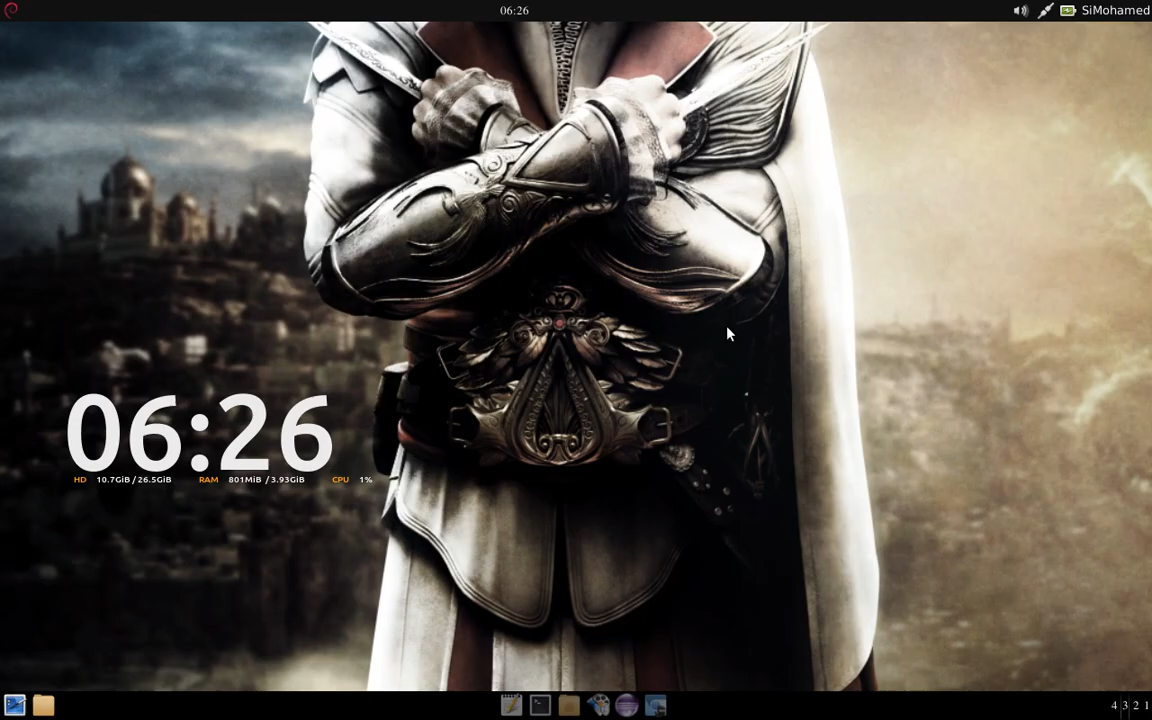 06:26
SiMohamed
06:26
HD 10.7GiB / 26.5GiB RAM 801MiB / 3.93GiB CPU 1%
4 3 2 1